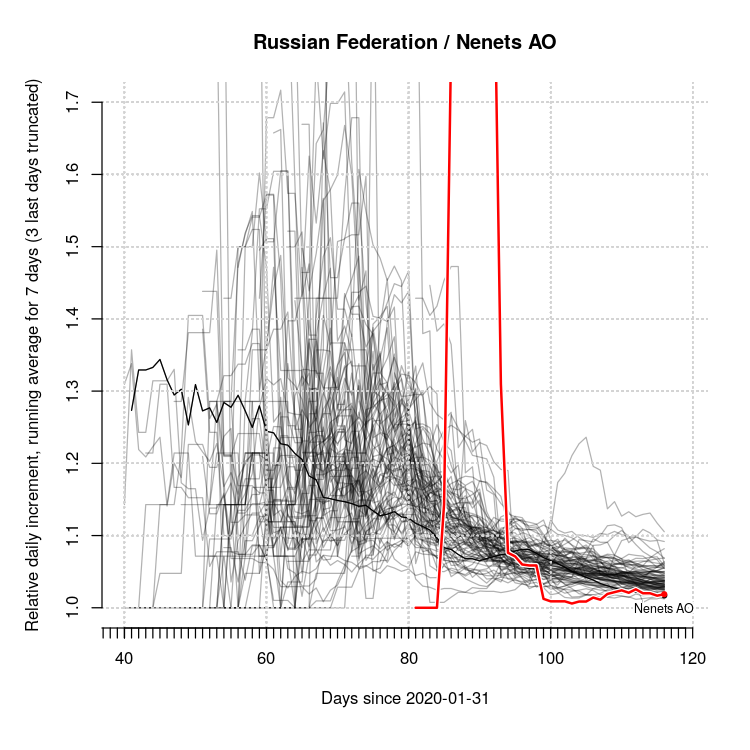 Russian Federation / Nenets AO
Relative daily increment, running average for 7 days (3 last days truncated)
1.7
1.6
1.5
1.4
1.3
1.2
1.1
1.0
Nenets AO
40 60 80 100 120
Days since 2020-01-31